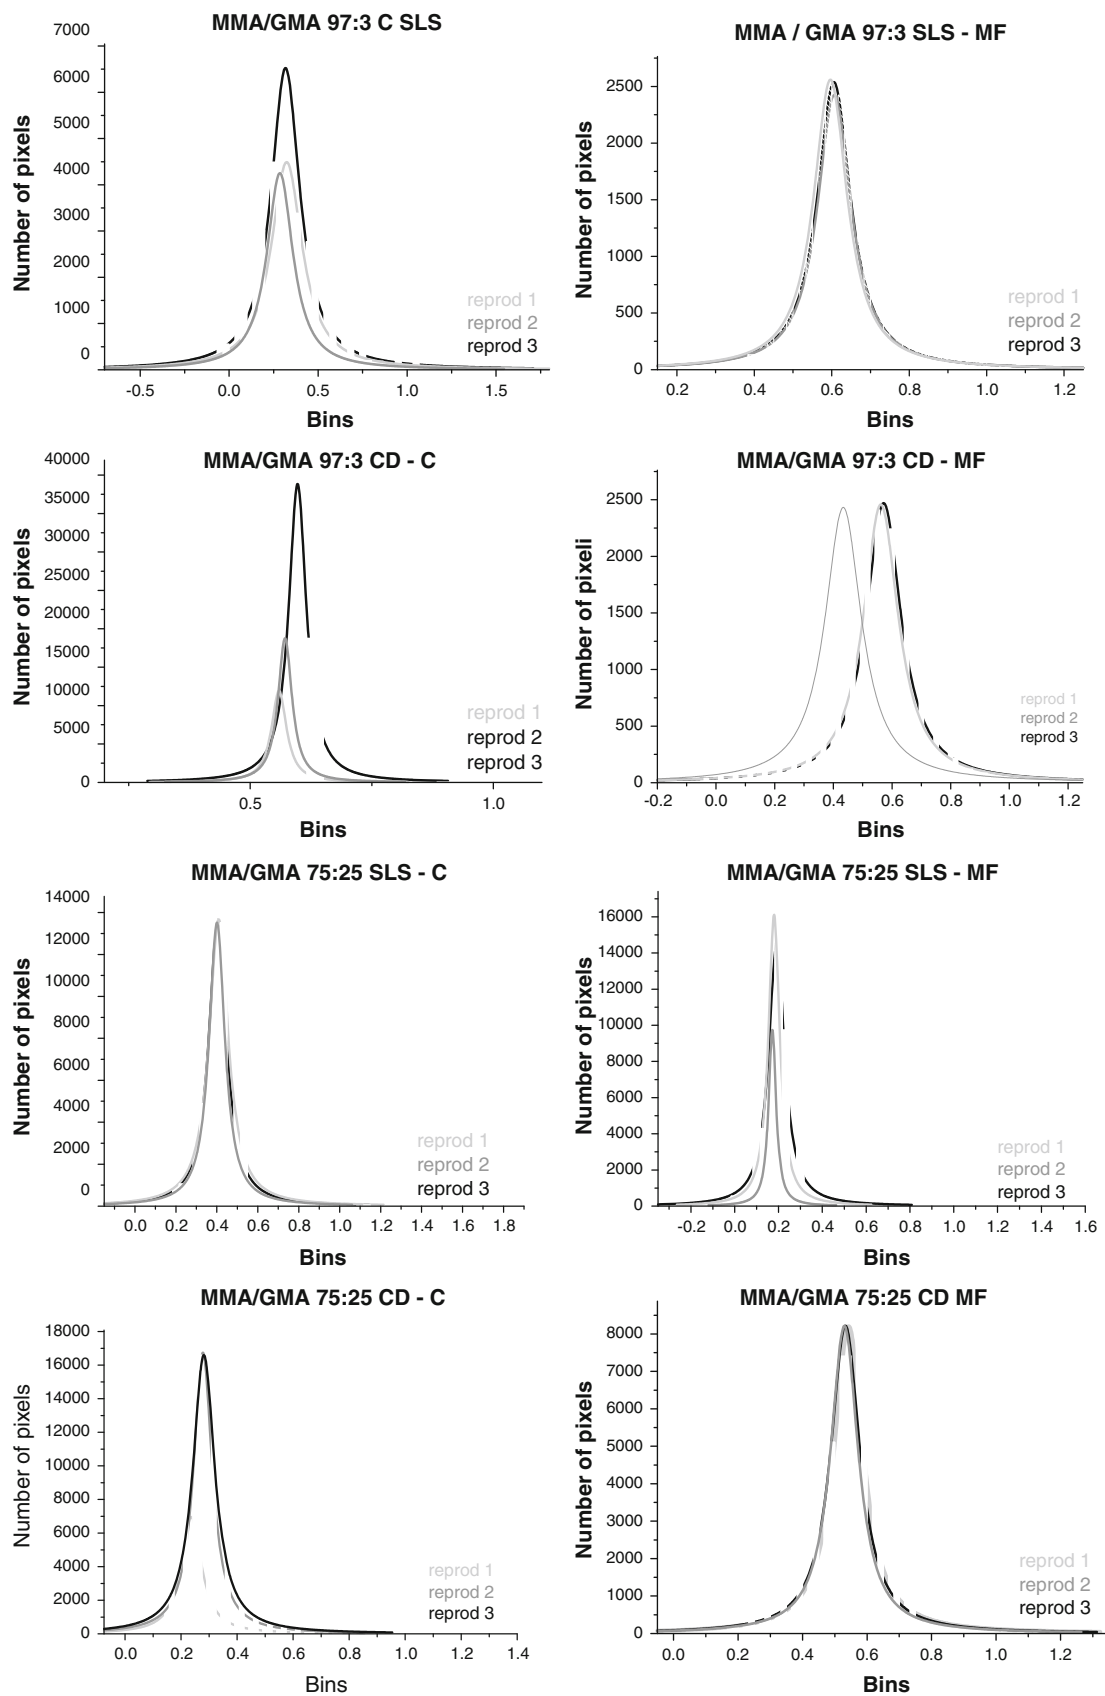 MMA/GMA 97:3 C SLS
Number of pixels
7000
6000
5000
4000
3000
2000
1000
0
-0.5 0.0 0.5 1.0 1.5
Bins
reprod 1
reprod 2
reprod 3
MMA / GMA 97:3 SLS - MF
Number of pixels
2500
2000
1500
1000
500
0
0.2 0.4 0.6 0.8 1.0 1.2
Bins
reprod 1
reprod 2
reprod 3
MMA/GMA 97:3 CD - C
Number of pixels
40000
35000
30000
25000
20000
15000
10000
5000
0
0.5 1.0
Bins
reprod 1
reprod 2
reprod 3
MMA/GMA 97:3 CD - MF
Number of pixeli
2500
2000
1500
1000
500
0
-0.2 0.0 0.2 0.4 0.6 0.8 1.0 1.2
Bins
reprod 1
reprod 2
reprod 3
MMA/GMA 75:25 SLS - C
Number of pixels
14000
12000
10000
8000
6000
4000
2000
0
0.0 0.2 0.4 0.6 0.8 1.0 1.2 1.4 1.6 1.8
Bins
reprod 1
reprod 2
reprod 3
MMA/GMA 75:25 SLS - MF
Number of pixels
16000
14000
12000
10000
8000
6000
4000
2000
0
-0.2 0.0 0.2 0.4 0.6 0.8 1.0 1.2 1.4 1.6
Bins
reprod 1
reprod 2
reprod 3
MMA/GMA 75:25 CD - C
Number of pixels
18000
16000
14000
12000
10000
8000
6000
4000
2000
0
0.0 0.2 0.4 0.6 0.8 1.0 1.2 1.4
Bins
reprod 1
reprod 2
reprod 3
MMA/GMA 75:25 CD MF
Number of pixels
8000
7000
6000
5000
4000
3000
2000
1000
0
0.0 0.2 0.4 0.6 0.8 1.0 1.2
Bins
reprod 1
reprod 2
reprod 3